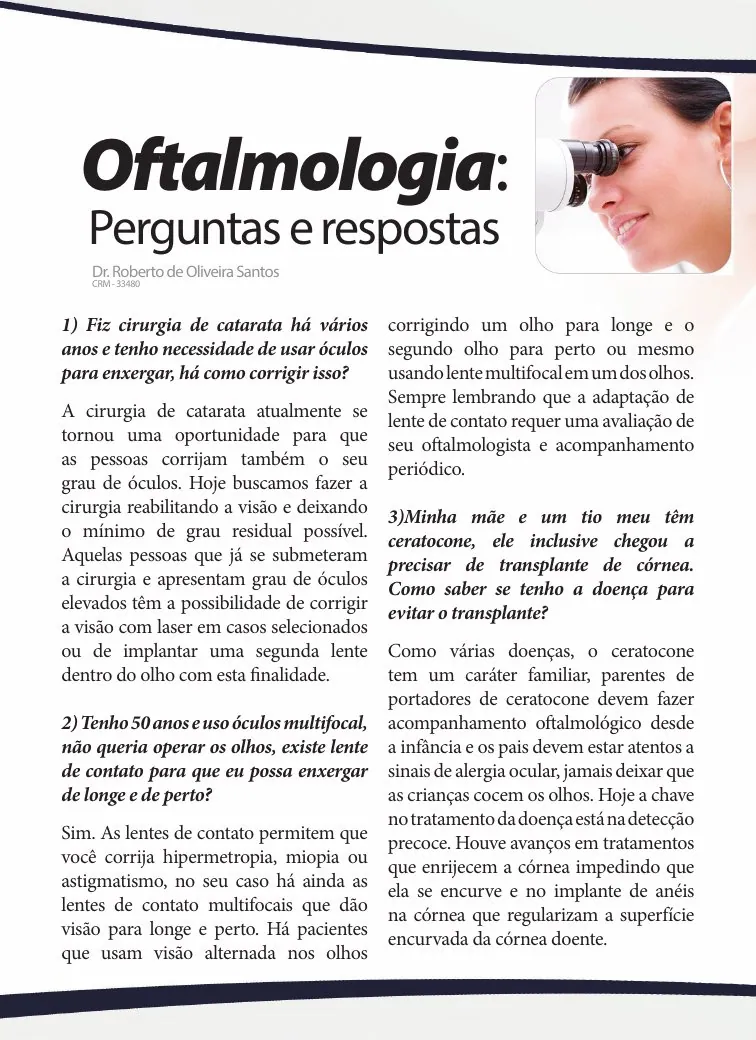 Oftalmologia:
Perguntas e respostas
Dr. Roberto de Oliveira Santos
CRM - 33480
1) Fiz cirurgia de catarata há vários
anos e tenho necessidade de usar óculos
para enxergar, há como corrigir isso?
A cirurgia de catarata atualmente se
tornou uma oportunidade para que
as pessoas corrijam também o seu
grau de óculos. Hoje buscamos fazer a
cirurgia reabilitando a visão e deixando
o mínimo de grau residual possível.
Aquelas pessoas que já se submeteram
a cirurgia e apresentam grau de óculos
elevados têm a possibilidade de corrigir
a visão com laser em casos selecionados
ou de implantar uma segunda lente
dentro do olho com esta finalidade.
2) Tenho 50 anos e uso óculos multifocal,
não queria operar os olhos, existe lente
de contato para que eu possa enxergar
de longe e de perto?
Sim. As lentes de contato permitem que
você corrija hipermetropia, miopia ou
astigmatismo, no seu caso há ainda as
lentes de contato multifocais que dão
visão para longe e perto. Há pacientes
que usam visão alternada nos olhos
corrigindo um olho para longe e o
segundo olho para perto ou mesmo
usando lente multifocal em um dos olhos.
Sempre lembrando que a adaptação de
lente de contato requer uma avaliação de
seu oftalmologista e acompanhamento
periódico.
3)Minha mãe e um tio meu têm
ceratocone, ele inclusive chegou a
precisar de transplante de córnea.
Como saber se tenho a doença para
evitar o transplante?
Como várias doenças, o ceratocone
tem um caráter familiar, parentes de
portadores de ceratocone devem fazer
acompanhamento oftalmológico desde
a infância e os pais devem estar atentos a
sinais de alergia ocular, jamais deixar que
as crianças cocem os olhos. Hoje a chave
no tratamento da doença está na detecção
precoce. Houve avanços em tratamentos
que enrijecem a córnea impedindo que
ela se encurve e no implante de anéis
na córnea que regularizam a superfície
encurvada da córnea doente.